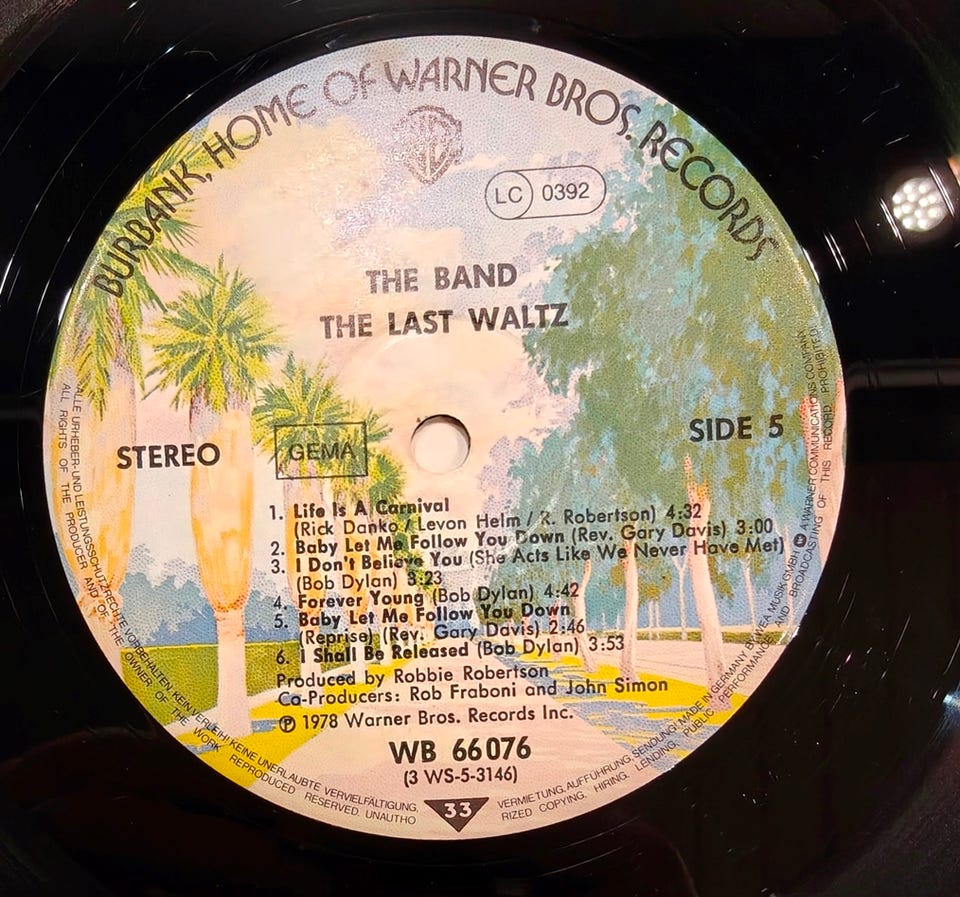 BURBANK, HOME OF WARNER BROS. RECORDS
WB
LC 0392
THE BAND
THE LAST WALTZ
STEREO
GEMA
SIDE 5
1. Life Is A Carnival
(Rick Danko / Levon Helm / R. Robertson) 4:32
2. Baby Let Me Follow You Down (Rev. Gary Davis) 3:00
3. I Don't Believe You (She Acts Like We Never Have Met)
(Bob Dylan) 3:23
4. Forever Young (Bob Dylan) 4:42
5. Baby Let Me Follow You Down
(Reprise) (Rev. Gary Davis) 2:46
6. I Shall Be Released (Bob Dylan) 3:53
Produced by Robbie Robertson
Co-Producers: Rob Fraboni and John Simon
℗ 1978 Warner Bros. Records Inc.
WB 66 076
(3 WS-5-3146)
33
ALLE URHEBER- UND LEISTUNGSSCHUTZRECHTE VORBEHALTEN. KEIN VERLEIH! KEINE UNERLAUBTE VERVIELFÄLTIGUNG, VERMIETUNG, AUFFÜHRUNG, SENDUNG! MADE IN GERMANY BY WEA MUSIK GMBH A WARNER COMMUNICATIONS COMPANY
ALL RIGHTS OF THE PRODUCER AND OF THE OWNER OF THE WORK REPRODUCED RESERVED. UNAUTHORIZED COPYING, HIRING, LENDING, PUBLIC PERFORMANCE AND BROADCASTING OF THIS RECORD PROHIBITED